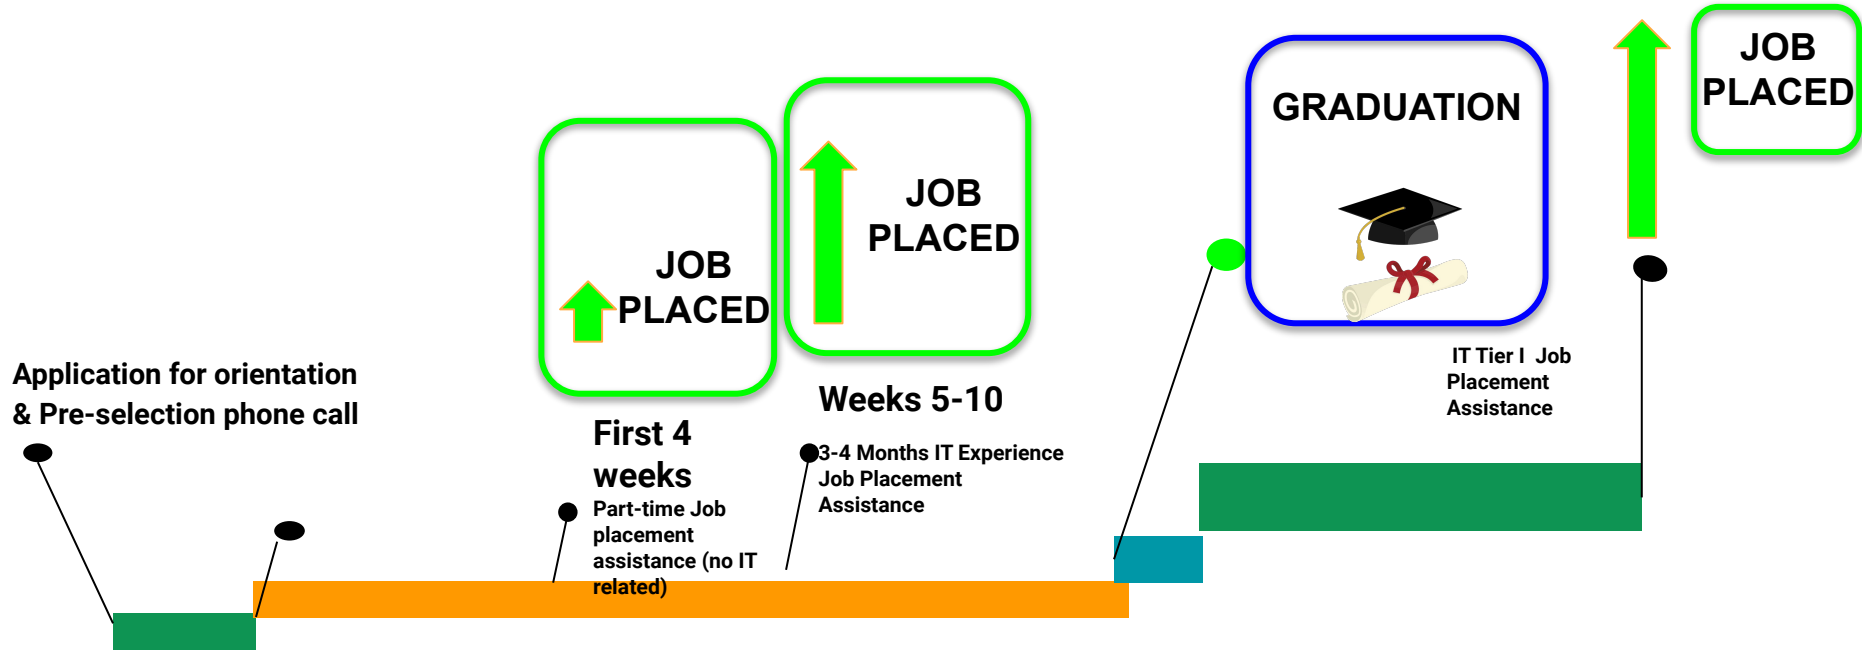 Application for orientation
& Pre-selection phone call
JOB
PLACED
First 4
weeks
Part-time Job
placement
assistance (no IT
related)
JOB
PLACED
Weeks 5-10
3-4 Months IT Experience
Job Placement
Assistance
GRADUATION
IT Tier I Job
Placement
Assistance
JOB
PLACED